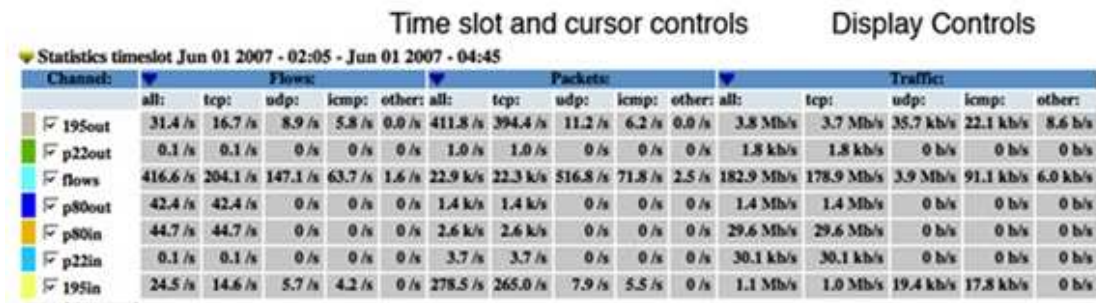 Time slot and cursor controls Display Controls
Statistics timeslot Jun 01 2007 - 02:05 - Jun 01 2007 - 04:45
Channel: Flows: Packets: Traffic:
all: tcp: udp: icmp: other: all: tcp: udp: icmp: other: all: tcp: udp: icmp: other:
195out 31.4 /s 16.7 /s 8.9 /s 5.8 /s 0.0 /s 411.8 /s 394.4 /s 11.2 /s 6.2 /s 0.0 /s 3.8 Mb/s 3.7 Mb/s 35.7 kb/s 22.1 kb/s 8.6 b/s
p22out 0.1 /s 0.1 /s 0 /s 0 /s 0 /s 1.0 /s 1.0 /s 0 /s 0 /s 0 /s 1.8 kb/s 1.8 kb/s 0 b/s 0 b/s 0 b/s
flows 416.6 /s 204.1 /s 147.1 /s 63.7 /s 1.6 /s 22.9 k/s 22.3 k/s 516.8 /s 71.8 /s 2.5 /s 182.9 Mb/s 178.9 Mb/s 3.9 Mb/s 91.1 kb/s 6.0 kb/s
p80out 42.4 /s 42.4 /s 0 /s 0 /s 0 /s 1.4 k/s 1.4 k/s 0 /s 0 /s 0 /s 1.4 Mb/s 1.4 Mb/s 0 b/s 0 b/s 0 b/s
p80in 44.7 /s 44.7 /s 0 /s 0 /s 0 /s 2.6 k/s 2.6 k/s 0 /s 0 /s 0 /s 29.6 Mb/s 29.6 Mb/s 0 b/s 0 b/s 0 b/s
p22in 0.1 /s 0.1 /s 0 /s 0 /s 0 /s 3.7 /s 3.7 /s 0 /s 0 /s 0 /s 30.1 kb/s 30.1 kb/s 0 b/s 0 b/s 0 b/s
195in 24.5 /s 14.6 /s 5.7 /s 4.2 /s 0 /s 278.5 /s 265.0 /s 7.9 /s 5.5 /s 0 /s 1.1 Mb/s 1.0 Mb/s 19.4 kb/s 17.8 kb/s 0 b/s